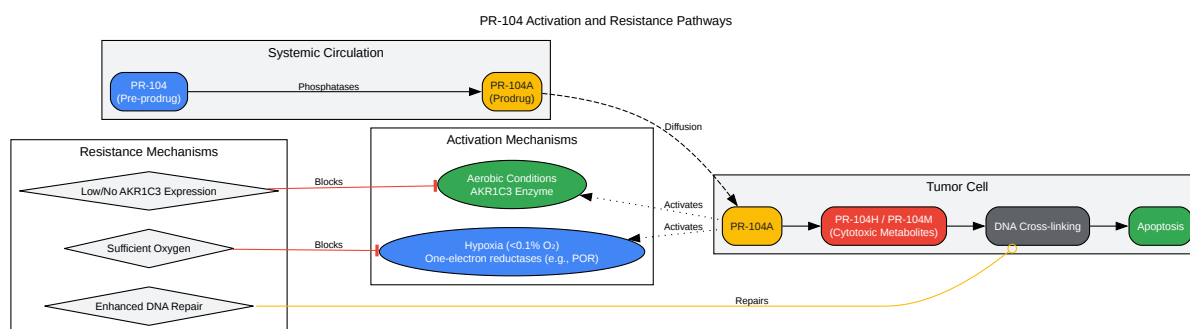 PR-104 Activation and Resistance Pathways
Systemic Circulation
PR-104
(Pre-prodrug)
Phosphatases
PR-104A
(Prodrug)
Diffusion
Resistance Mechanisms
Low/No AKR1C3 Expression
Blocks
Sufficient Oxygen
Blocks
Enhanced DNA Repair
Repairs
Activation Mechanisms
Aerobic Conditions
AKR1C3 Enzyme
Activates
Hypoxia (<0.1% O₂)
One-electron reductases (e.g., POR)
Activates
Tumor Cell
PR-104A
PR-104H / PR-104M
(Cytotoxic Metabolites)
DNA Cross-linking
Apoptosis